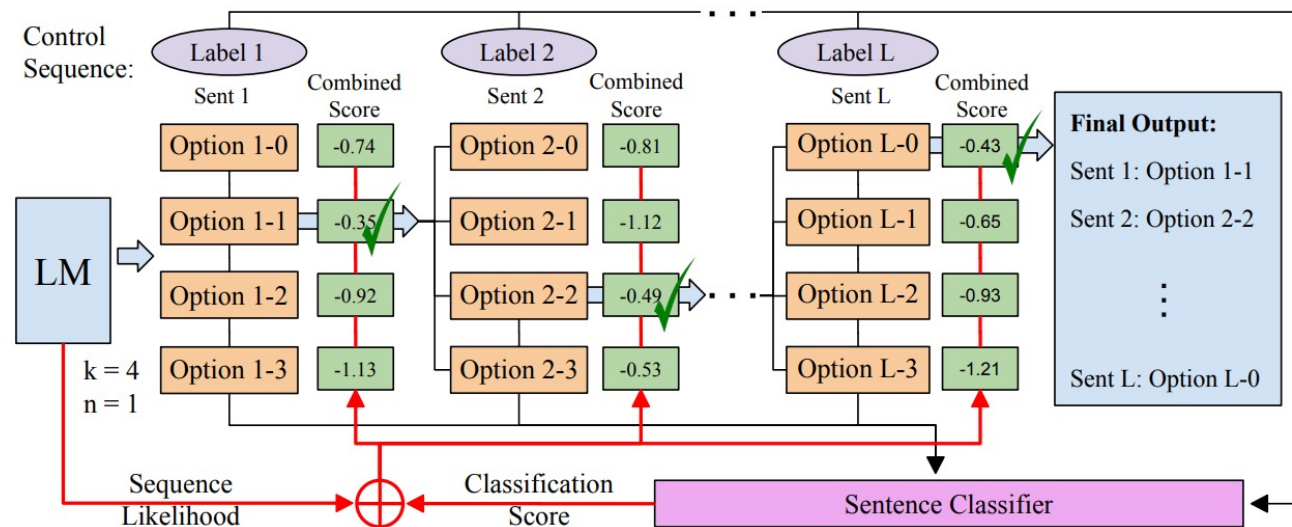 Control
Sequence:
Label 1
Label 2
. . .
Label L
Sent 1
Combined
Score
Sent 2
Combined
Score
Sent L
Combined
Score
Option 1-0
-0.74
Option 2-0
-0.81
Option L-0
-0.43
Option 1-1
-0.35
Option 2-1
-1.12
Option L-1
-0.65
Option 1-2
-0.92
Option 2-2
-0.49
. . .
Option L-2
-0.93
Option 1-3
-1.13
Option 2-3
-0.53
Option L-3
-1.21
LM
k = 4
n = 1
Final Output:
Sent 1: Option 1-1
Sent 2: Option 2-2
⋮
Sent L: Option L-0
Sequence
Likelihood
Classification
Score
Sentence Classifier